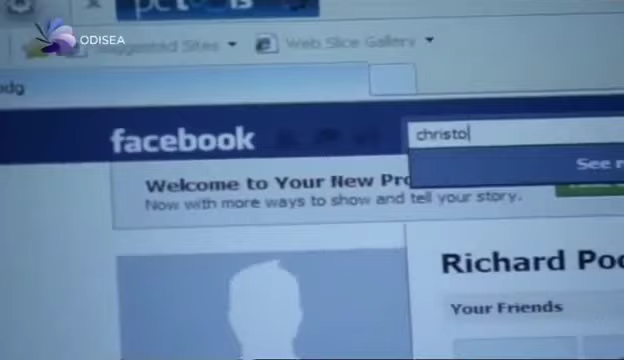 ODISEA
Suggested Sites
Web Slice Gallery
facebook
christo
See
Welcome to Your New Pro
Now with more ways to show and tell your story.
Richard Poo
Your Friends